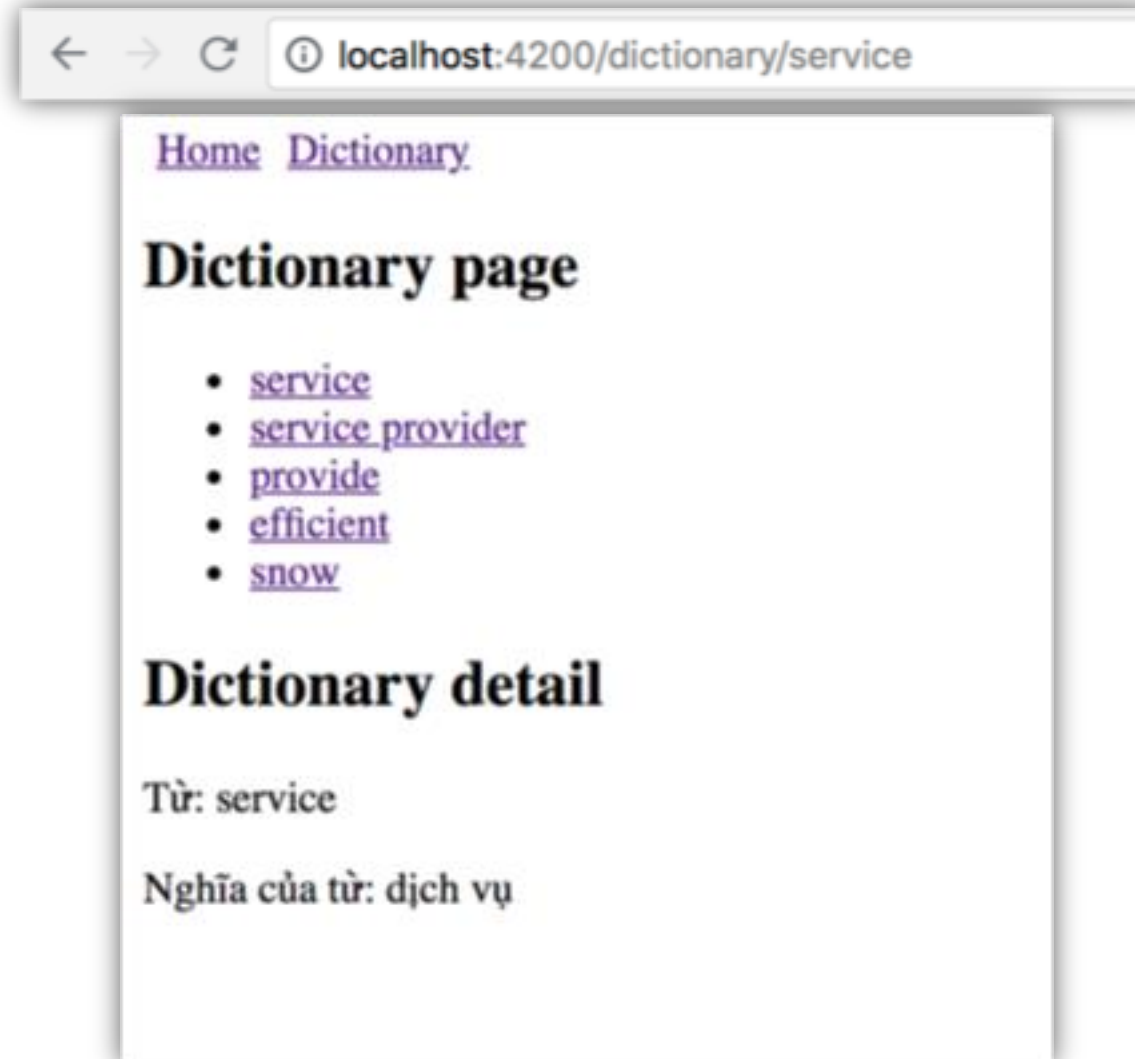 localhost:4200/dictionary/service
Home Dictionary
Dictionary page
service
service provider
provide
efficient
snow
Dictionary detail
Từ: service
Nghĩa của từ: dịch vụ